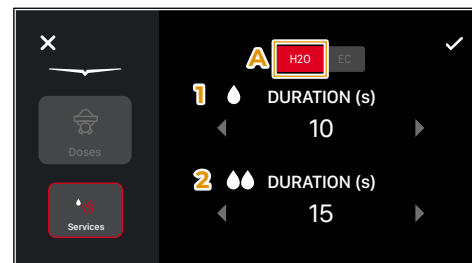 A
H2O EC
1 DURATION (s)
10
Doses
2 DURATION (s)
15
Services